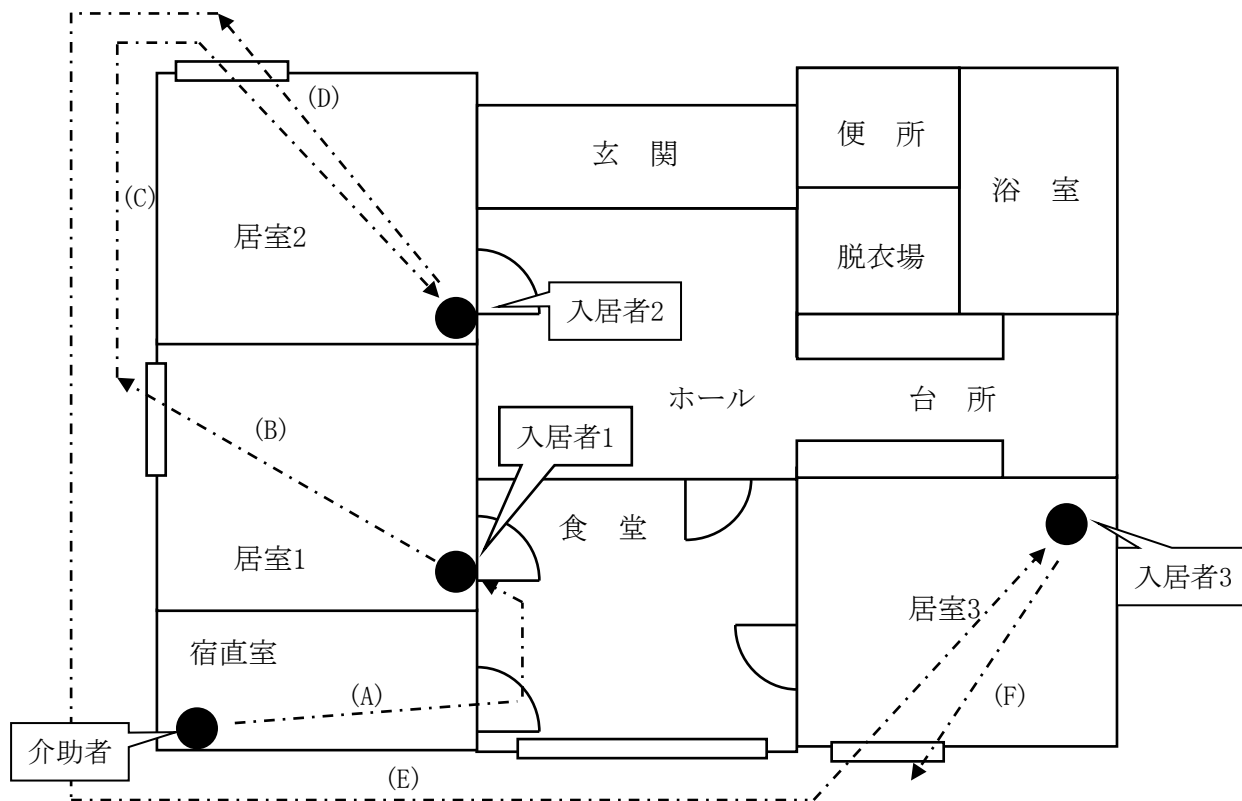 (D)
玄 関
便 所
浴 室
(C)
居室2
脱衣場
入居者2
ホール
台 所
(B)
入居者1
食 堂
居室1
入居者3
居室3
宿直室
(A)
(F)
介助者
(E)